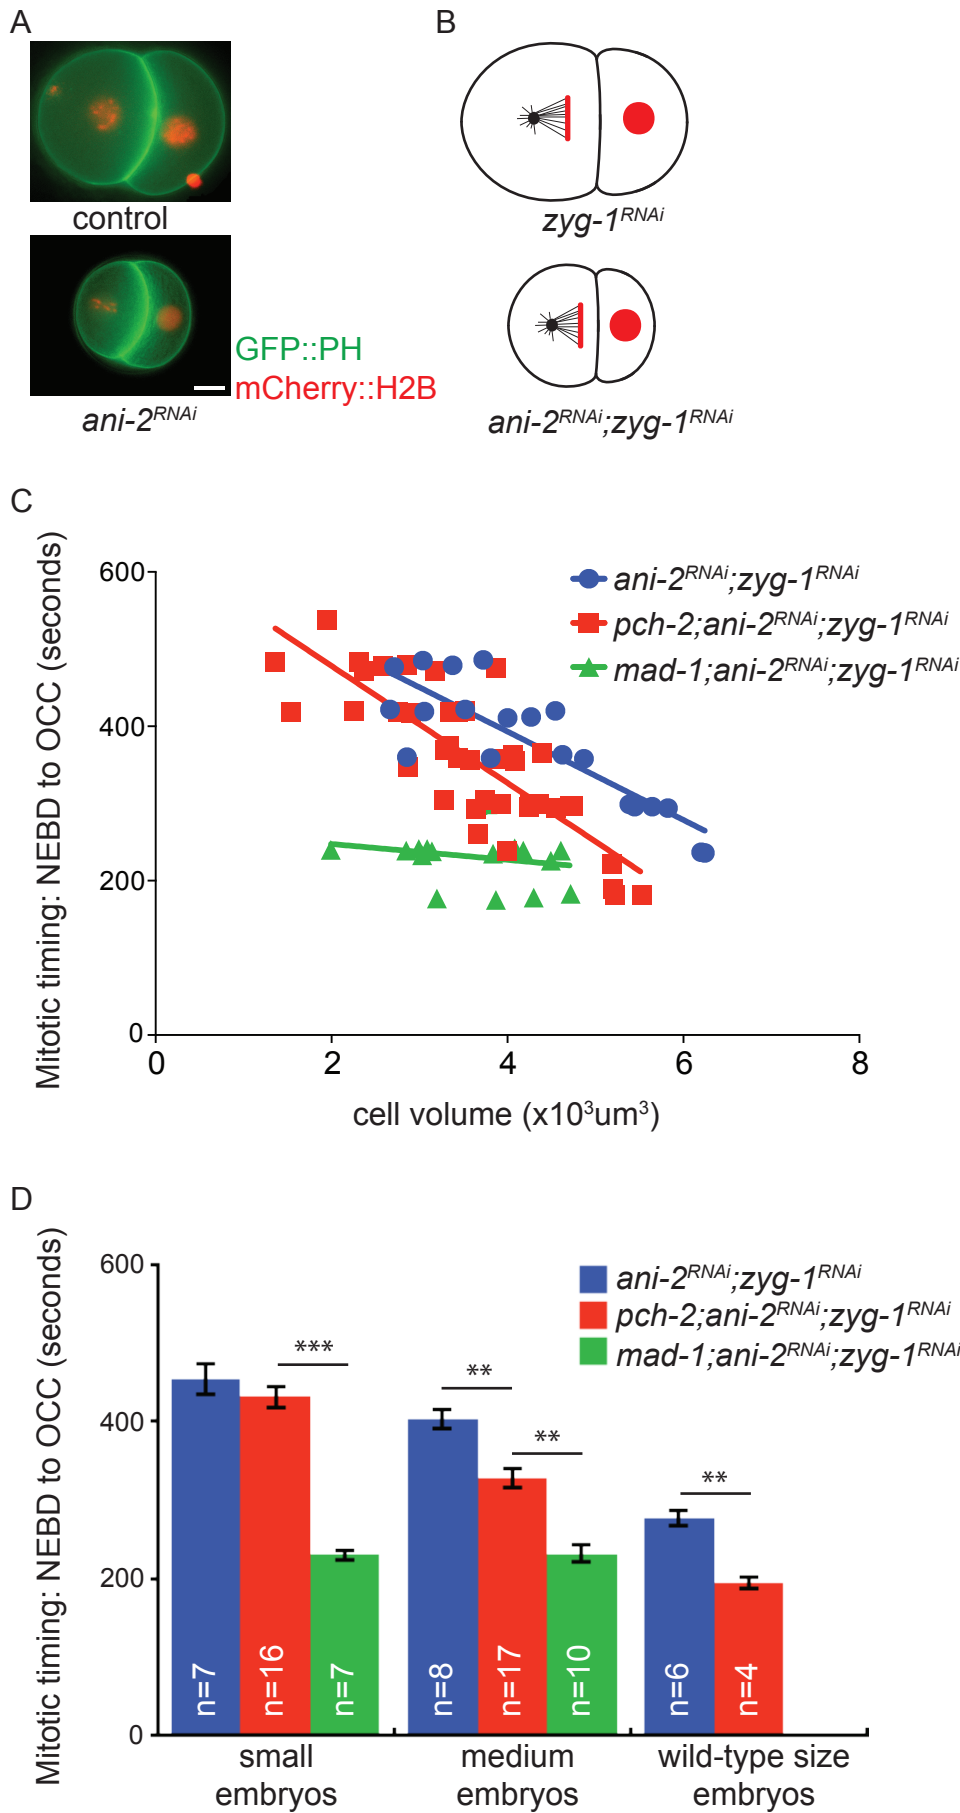 A
B
control
zyg-1RNAi
GFP::PH
mCherry::H2B
ani-2RNAi
ani-2RNAi;zyg-1RNAi
C
Mitotic timing: NEBD to OCC (seconds)
600
400
200
0
0 2 4 6 8
cell volume (x10³um³)
ani-2RNAi;zyg-1RNAi
pch-2;ani-2RNAi;zyg-1RNAi
mad-1;ani-2RNAi;zyg-1RNAi
D
Mitotic timing: NEBD to OCC (seconds)
600
400
200
0
ani-2RNAi;zyg-1RNAi
pch-2;ani-2RNAi;zyg-1RNAi
mad-1;ani-2RNAi;zyg-1RNAi
***
**
**
**
n=7
n=16
n=7
n=8
n=17
n=10
n=6
n=4
small
embryos
medium
embryos
wild-type size
embryos